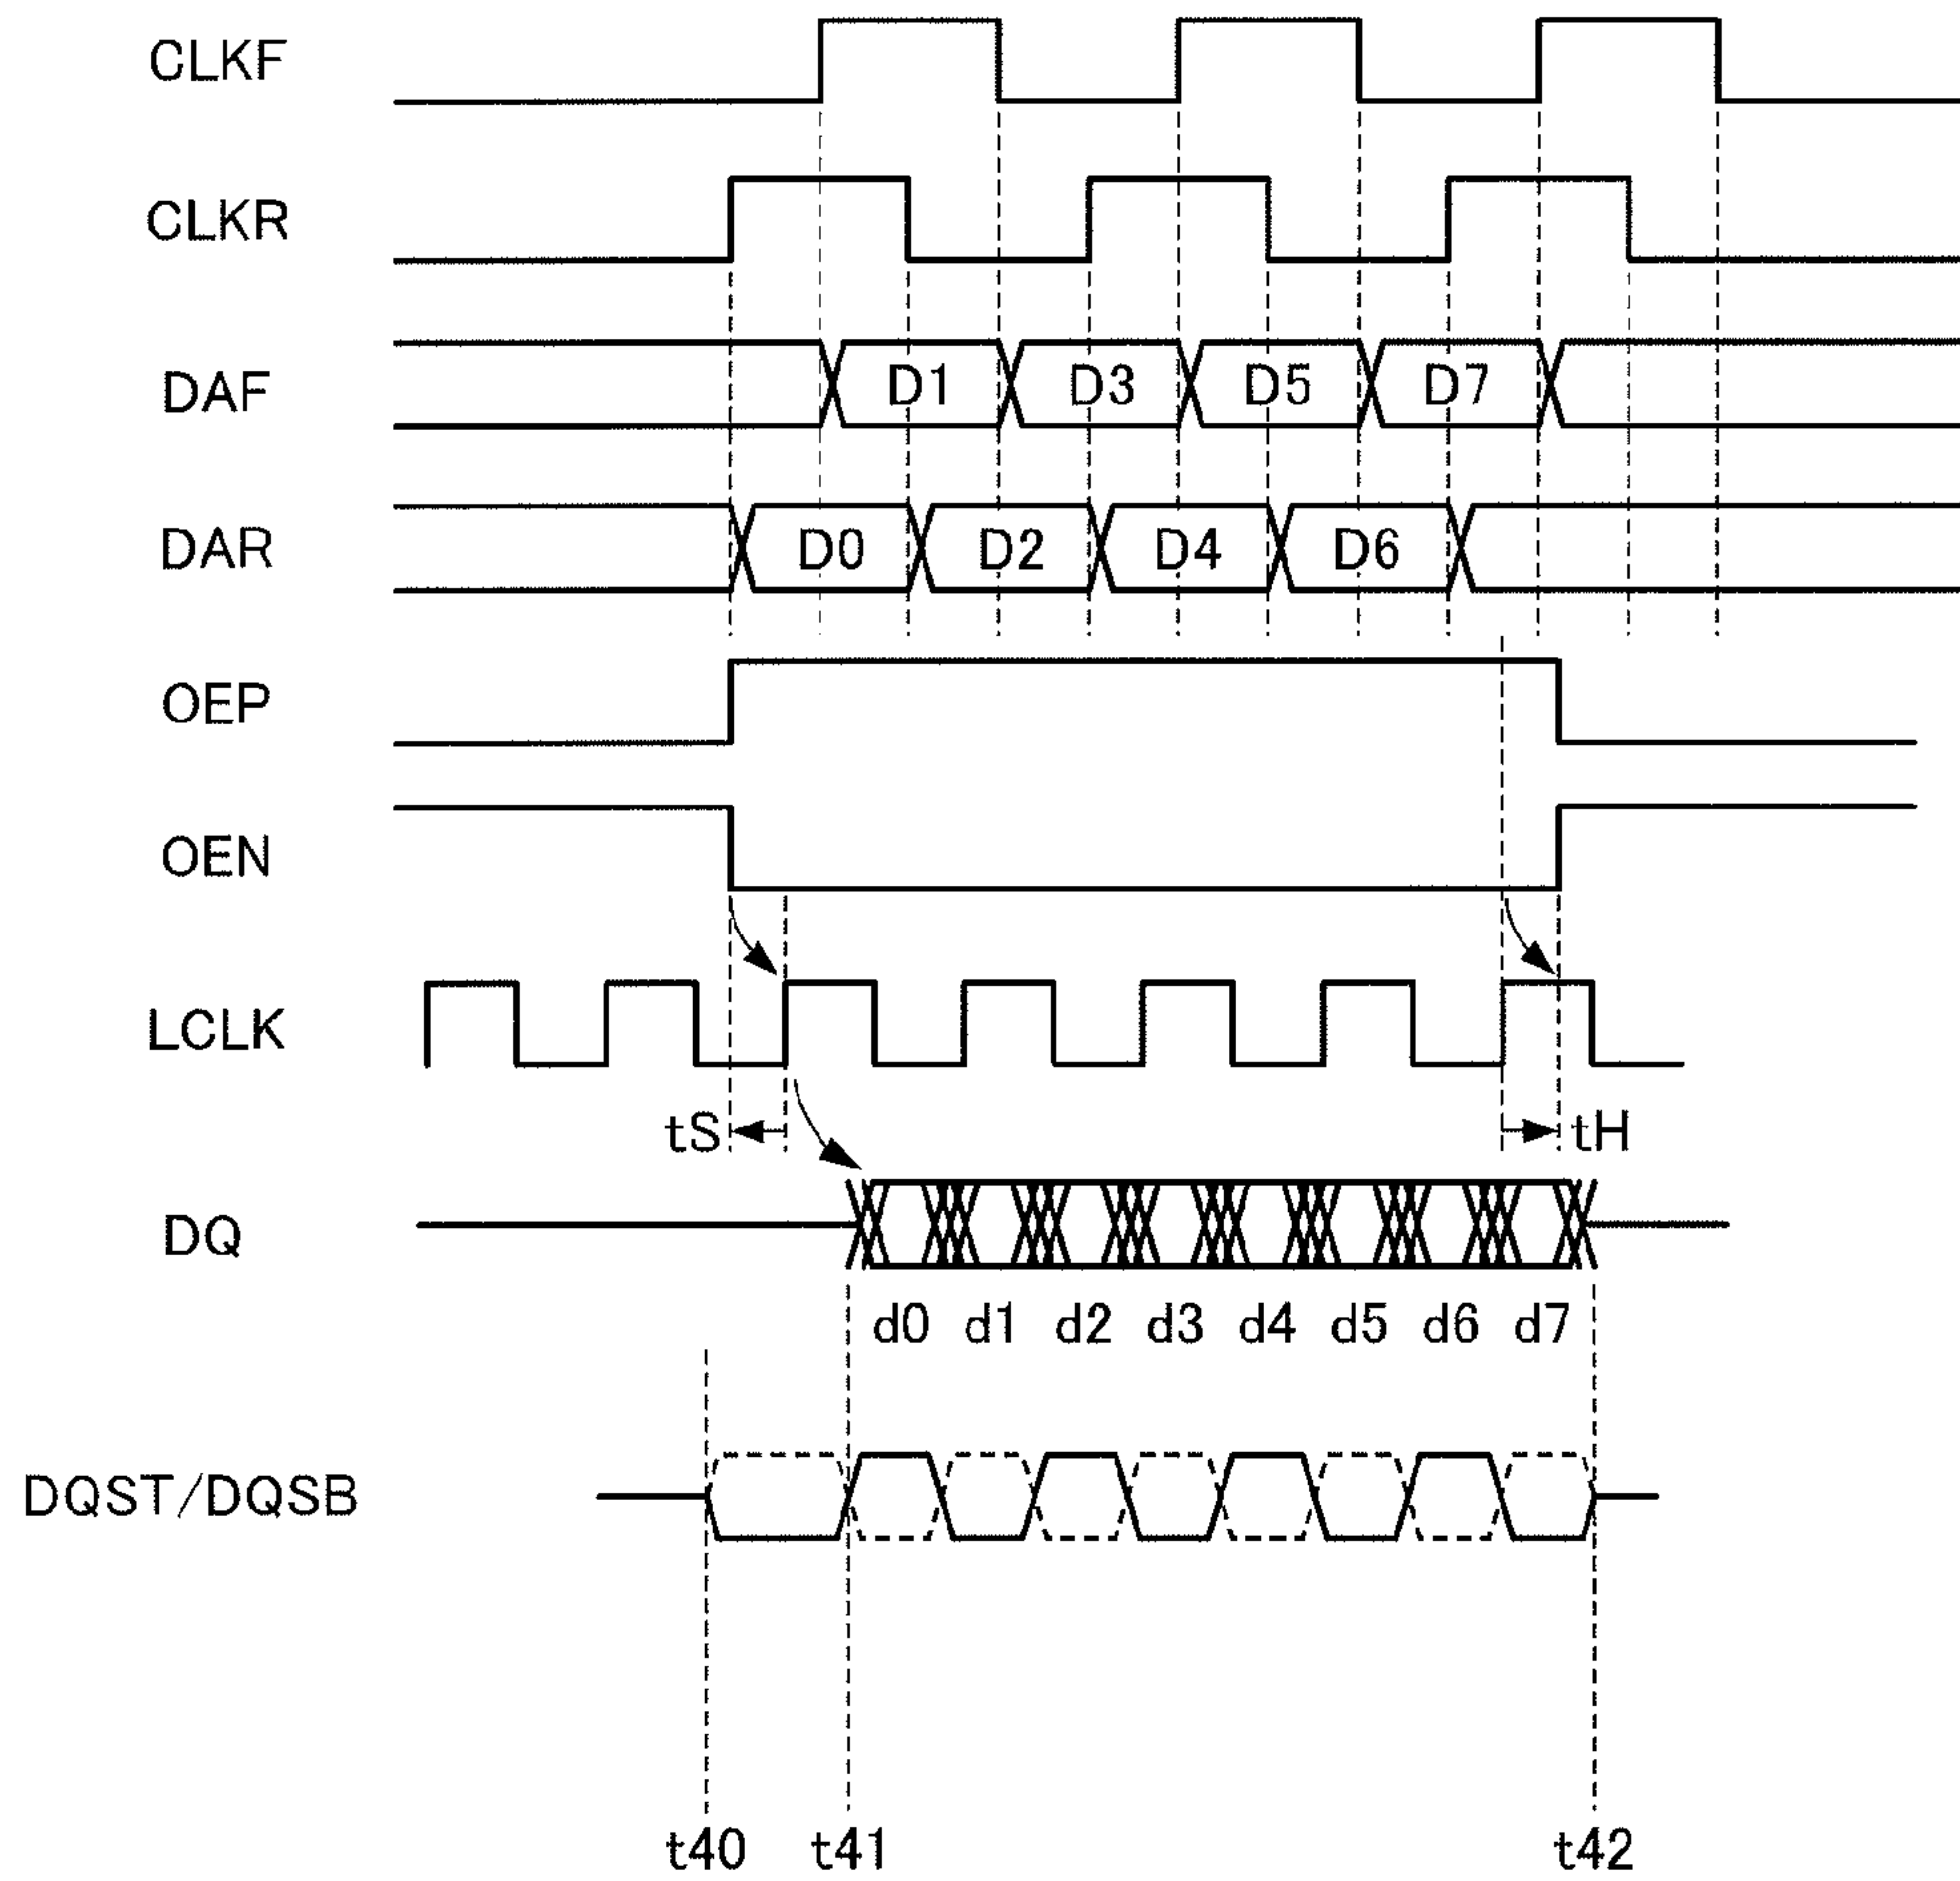 CLKF
CLKR
DAF D1 D3 D5 D7
DAR D0 D2 D4 D6
OEP
OEN
LCLK
tS tH
DQ
d0 d1 d2 d3 d4 d5 d6 d7
DQST/DQSB
t40 t41 t42